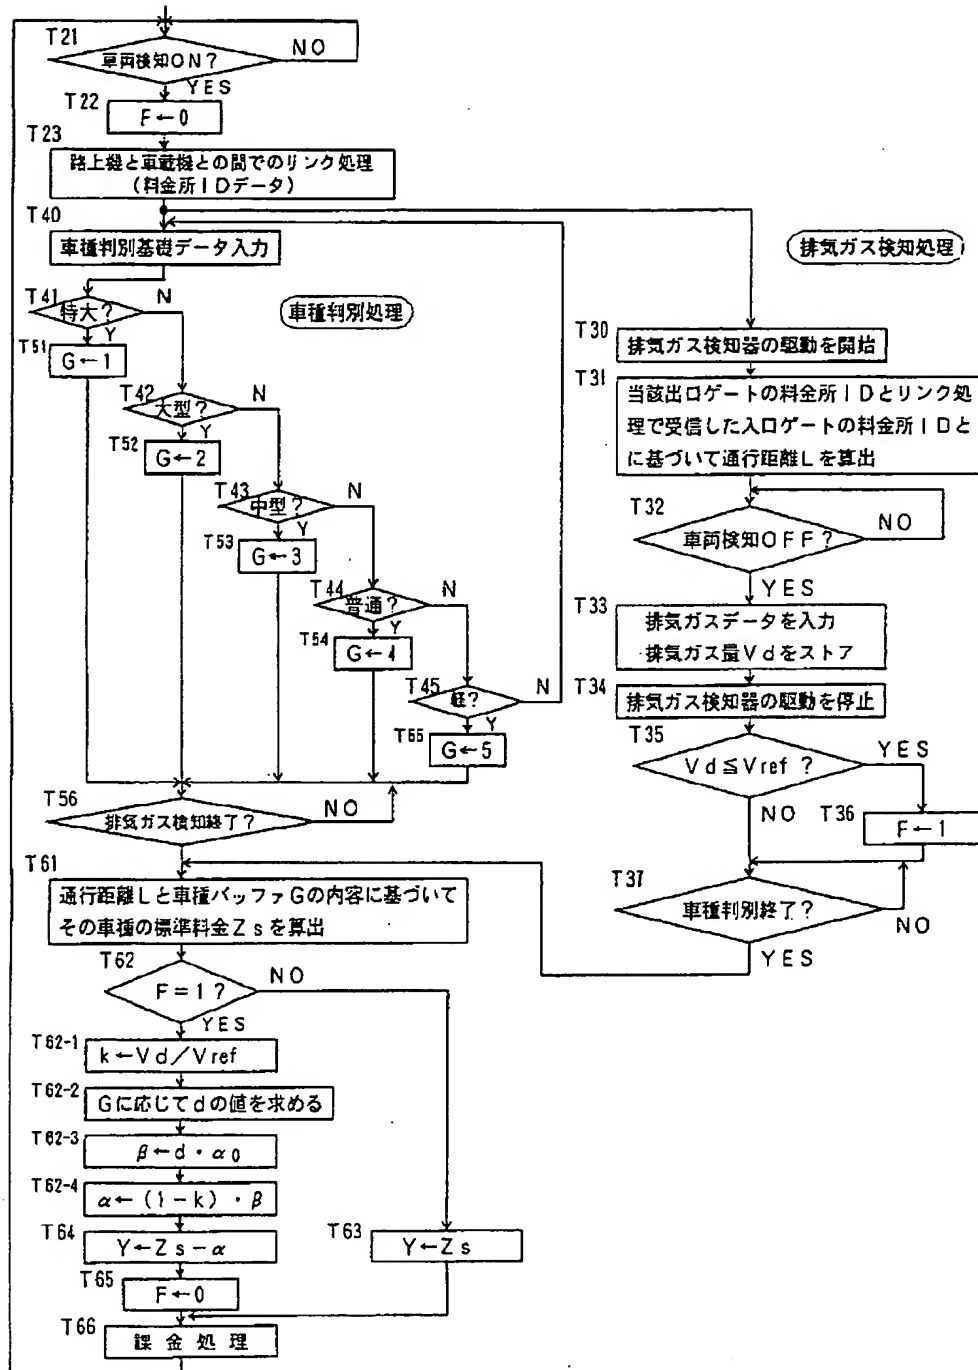 T21
車両検知ON?
NO
YES
T22
F←0
T23
路上機と車載機との間でのリンク処理
(料金所IDデータ)
T40
車種判別基礎データ入力
車種判別処理
T41
特大?
N
Y
T51
G←1
T42
大型?
N
Y
T52
G←2
T43
中型?
N
Y
T53
G←3
T44
普通?
N
Y
T54
G←4
T45
軽?
N
Y
T55
G←5
T56
排気ガス検知終了?
NO
排気ガス検知処理
T30
排気ガス検知器の駆動を開始
T31
当該出口ゲートの料金所IDとリンク処
理で受信した入口ゲートの料金所IDと
に基づいて通行距離Lを算出
T32
車両検知OFF?
NO
YES
T33
排気ガスデータを入力
排気ガス量Vdをストア
T34
排気ガス検知器の駆動を停止
T35
Vd≦Vref?
YES
NO
T36
F←1
T37
車種判別終了?
NO
YES
T61
通行距離Lと車種バッファGの内容に基づいて
その車種の標準料金Zsを算出
T62
F=1?
NO
YES
T62-1
k←Vd/Vref
T62-2
Gに応じてdの値を求める
T62-3
β←d・α0
T62-4
α←(1-k)・β
T64
Y←Zs-α
T63
Y←Zs
T65
F←0
T66
課金処理